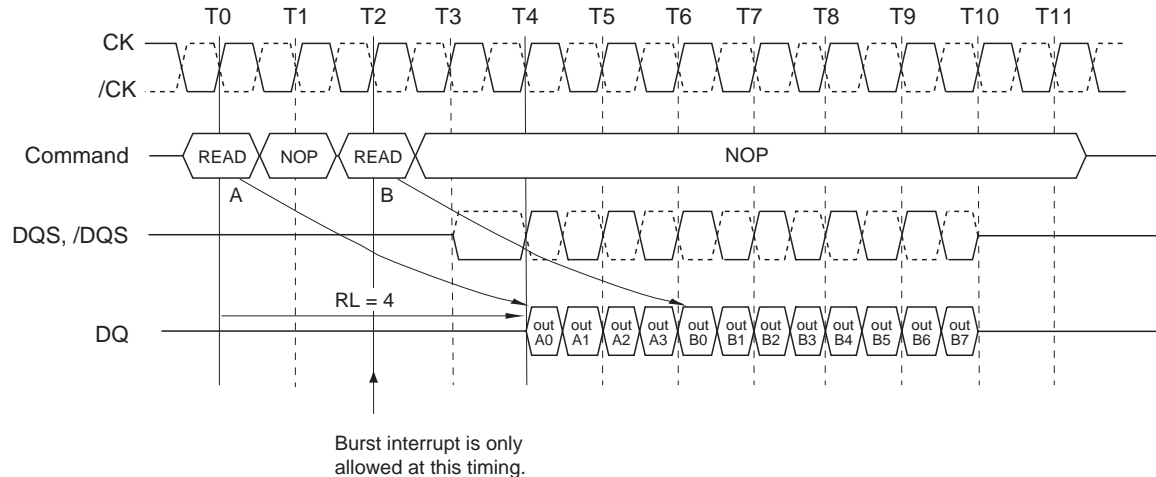 T0 T1 T2 T3 T4 T5 T6 T7 T8 T9 T10 T11
CK
/CK
Command READ NOP READ NOP
A B
DQS, /DQS
RL = 4
DQ
out A0 out A1 out A2 out A3 out B0 out B1 out B2 out B3 out B4 out B5 out B6 out B7
Burst interrupt is only
allowed at this timing.